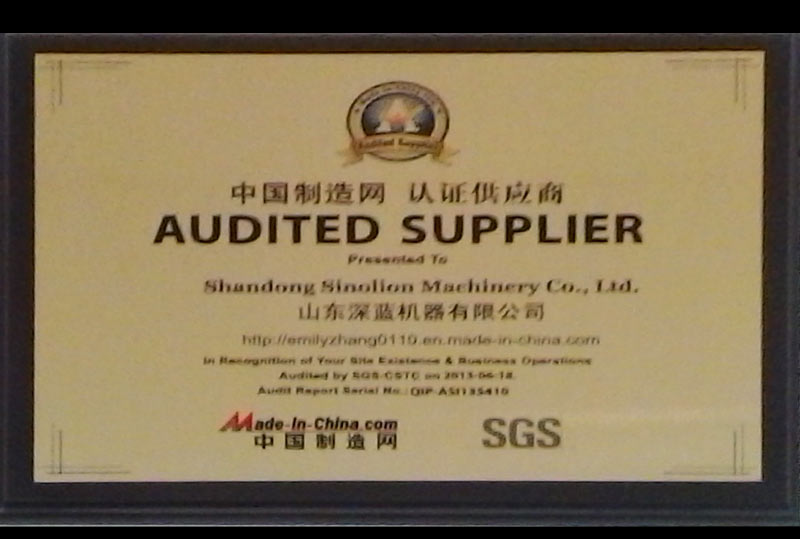 Audited Supplier
中国制造网 认证供应商
AUDITED SUPPLIER
Presented To
Shandong Sinolion Machinery Co., Ltd.
山东深蓝机器有限公司
http://emilyzhang0110.en.made-in-china.com
In Recognition of Your Site Existence & Business Operations
Audited by SGS-CSTC on 2013-06-18.
Audit Report Serial No.: QIP-ASI135410
Made-in-China.com
中国制造网
SGS